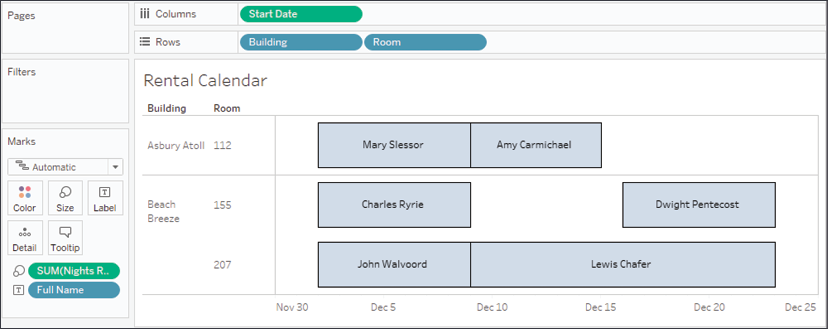 Pages
Columns
Start Date
Rows
Building
Room
Filters
Rental Calendar
Building Room
Marks
Asbury Atoll 112 Mary Slessor Amy Carmichael
Automatic
Color Size Label
Beach
Breeze
155 Charles Ryrie Dwight Pentecost
Detail Tooltip
SUM(Nights R..
207 John Walvoord Lewis Chafer
Full Name
Nov 30 Dec 5 Dec 10 Dec 15 Dec 20 Dec 25